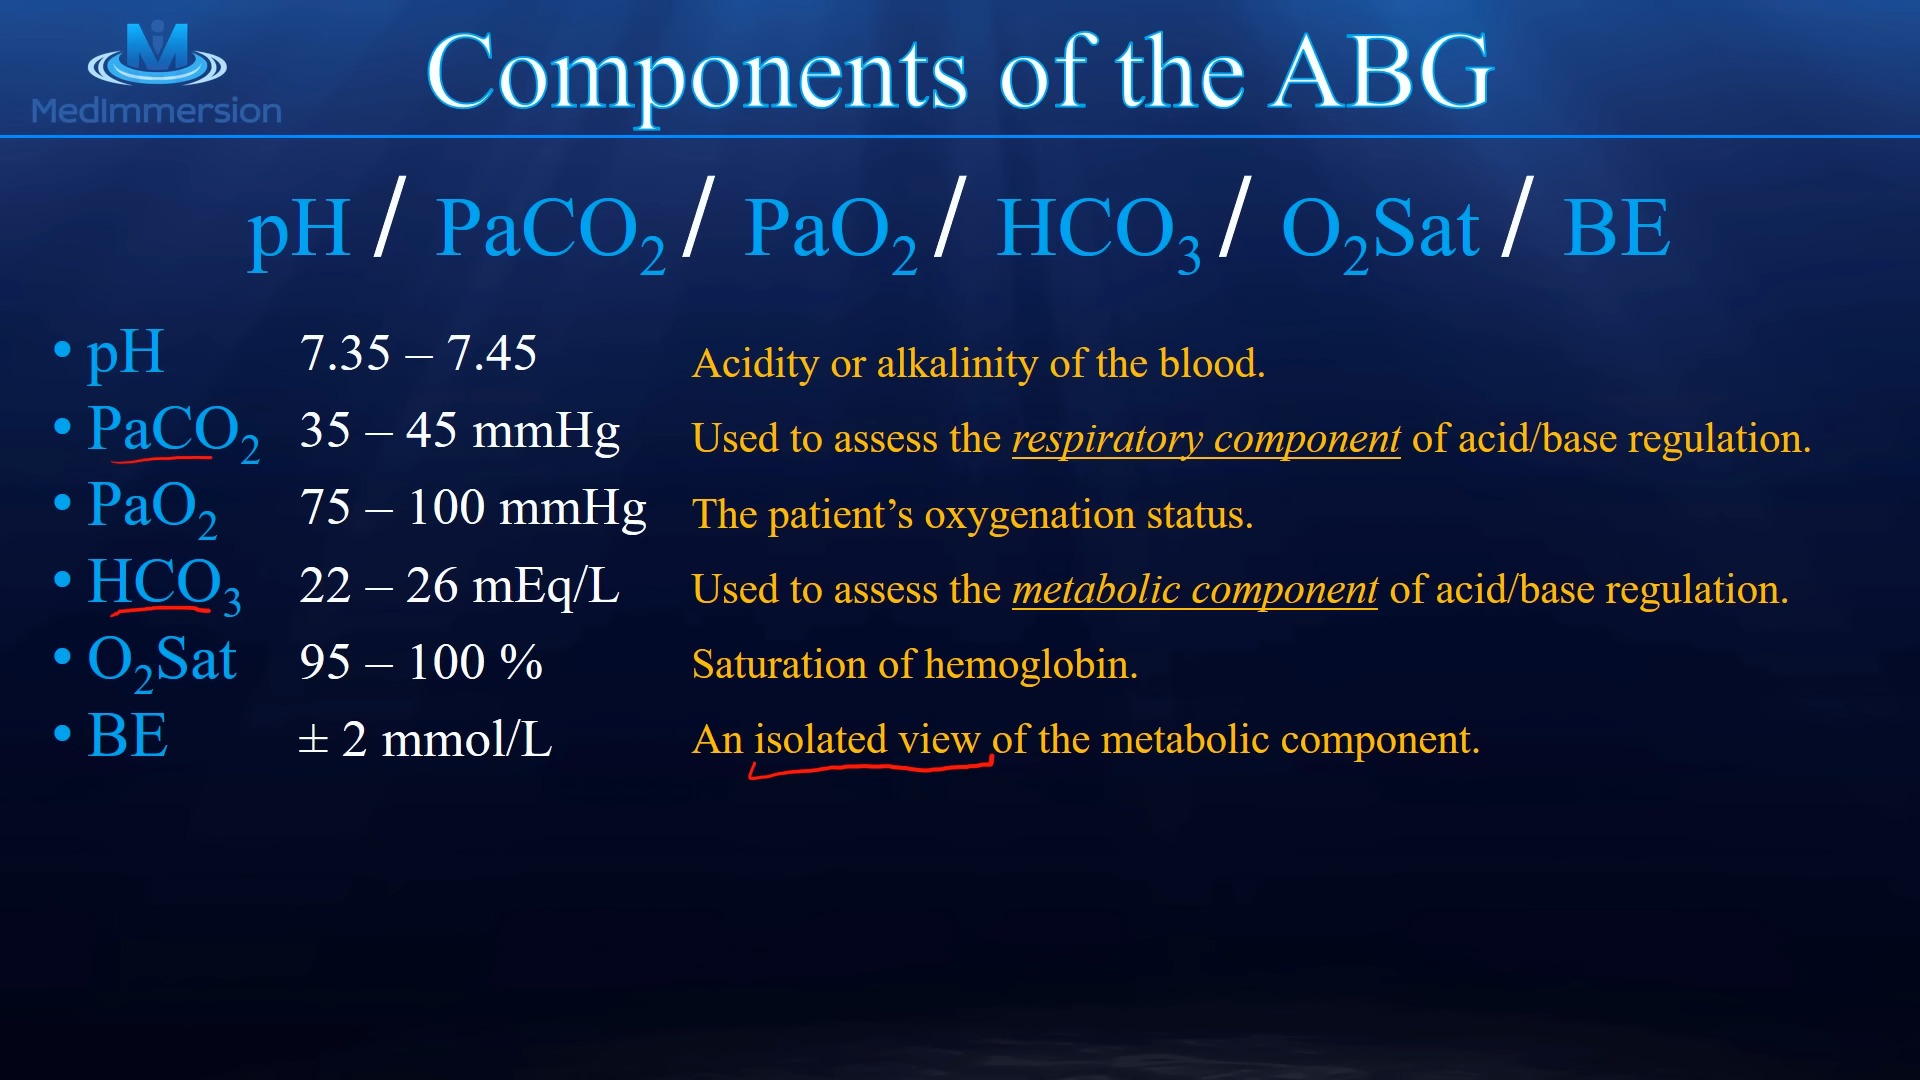 MedImmersion
Components of the ABG
pH / PaCO₂ / PaO₂ / HCO₃ / O₂Sat / BE
• pH 7.35 – 7.45 Acidity or alkalinity of the blood.
• PaCO₂ 35 – 45 mmHg Used to assess the respiratory component of acid/base regulation.
• PaO₂ 75 – 100 mmHg The patient’s oxygenation status.
• HCO₃ 22 – 26 mEq/L Used to assess the metabolic component of acid/base regulation.
• O₂Sat 95 – 100 % Saturation of hemoglobin.
• BE ± 2 mmol/L An isolated view of the metabolic component.